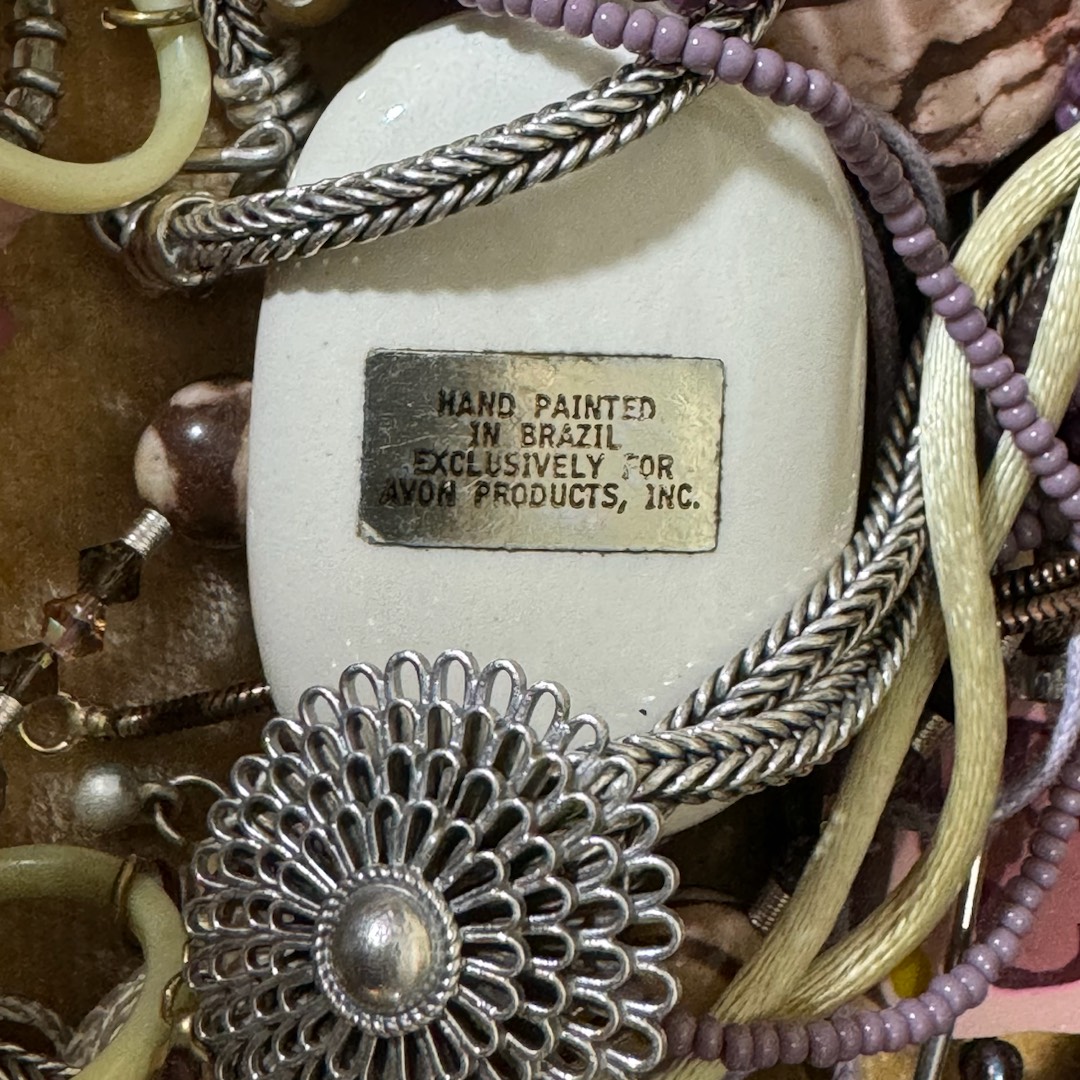 HAND PAINTED
IN BRAZIL
EXCLUSIVELY FOR
AVON PRODUCTS, INC.